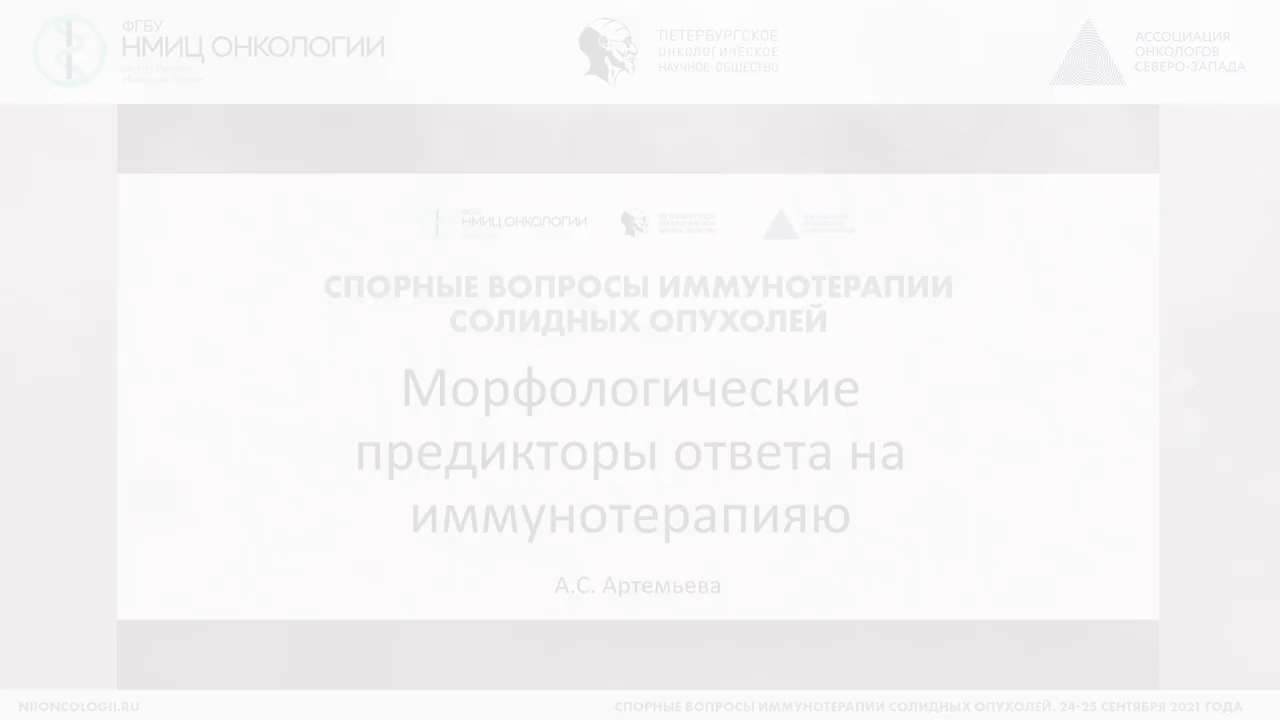 ФГБУ
НМИЦ ОНКОЛОГИИ
ПЕТЕРБУРГСКОЕ
ОНКОЛОГИЧЕСКОЕ
НАУЧНОЕ ОБЩЕСТВО
АССОЦИАЦИЯ
ОНКОЛОГОВ
СЕВЕРО-ЗАПАДА
ФГБУ
НМИЦ ОНКОЛОГИИ
СПОРНЫЕ ВОПРОСЫ ИММУНОТЕРАПИИ
СОЛИДНЫХ ОПУХОЛЕЙ
Морфологические
предикторы ответа на
иммунотерапияю
А.С. Артемьева
NIIONCOLOGII.RU
СПОРНЫЕ ВОПРОСЫ ИММУНОТЕРАПИИ СОЛИДНЫХ ОПУХОЛЕЙ. 24-25 СЕНТЯБРЯ 2021 ГОДА